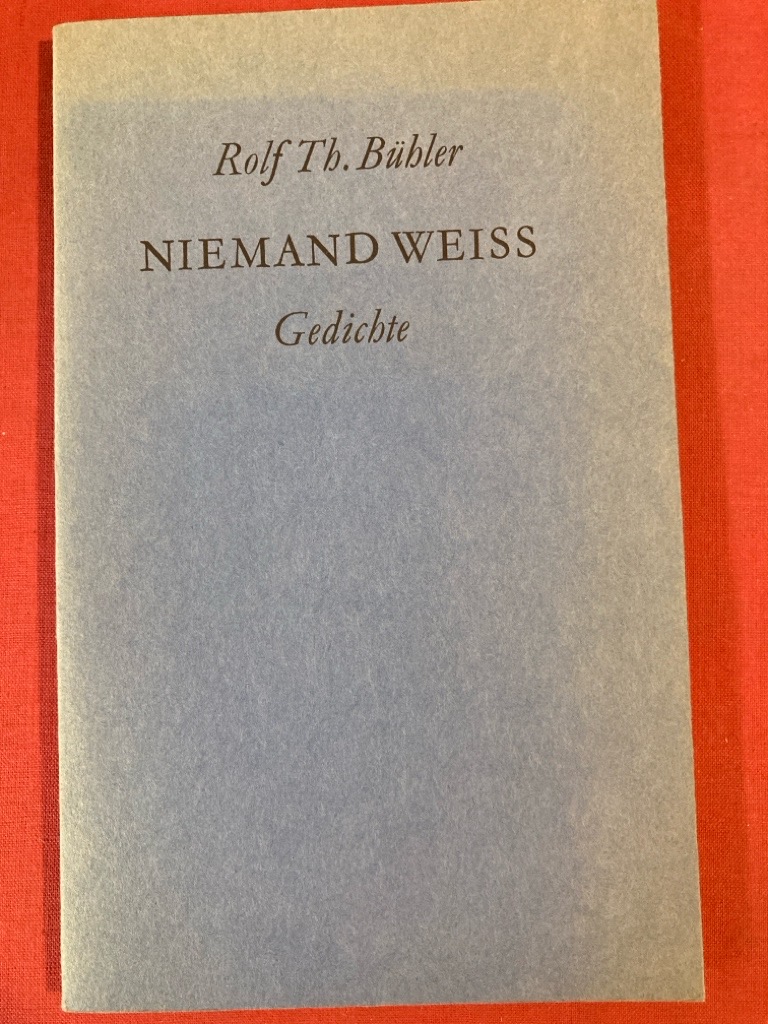 Rolf Th. Bühler
NIEMAND WEISS
Gedichte